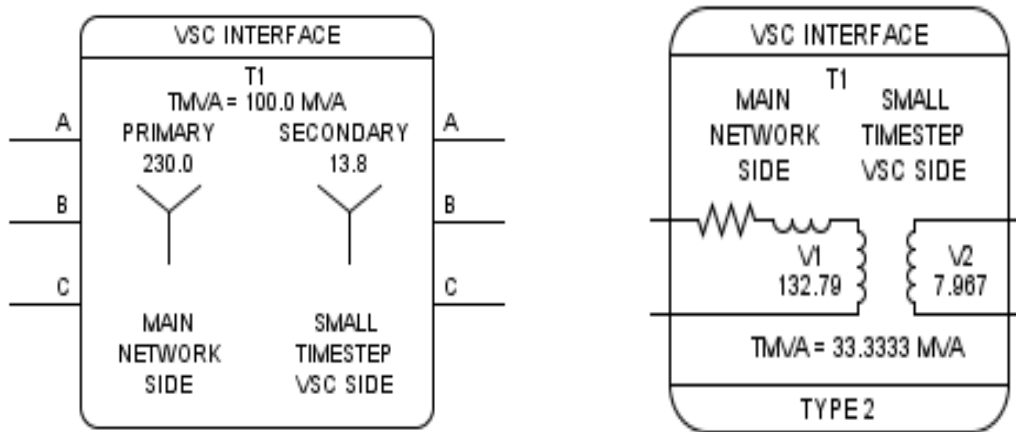 VSC INTERFACE
T1
TMVA = 100.0 MVA
PRIMARY SECONDARY
230.0 13.8
A A
B B
C C
MAIN SMALL
NETWORK TIMESTEP
SIDE VSC SIDE
VSC INTERFACE
T1
MAIN SMALL
NETWORK TIMESTEP
SIDE VSC SIDE
V1 V2
132.79 7.967
TMVA = 33.3333 MVA
TYPE 2